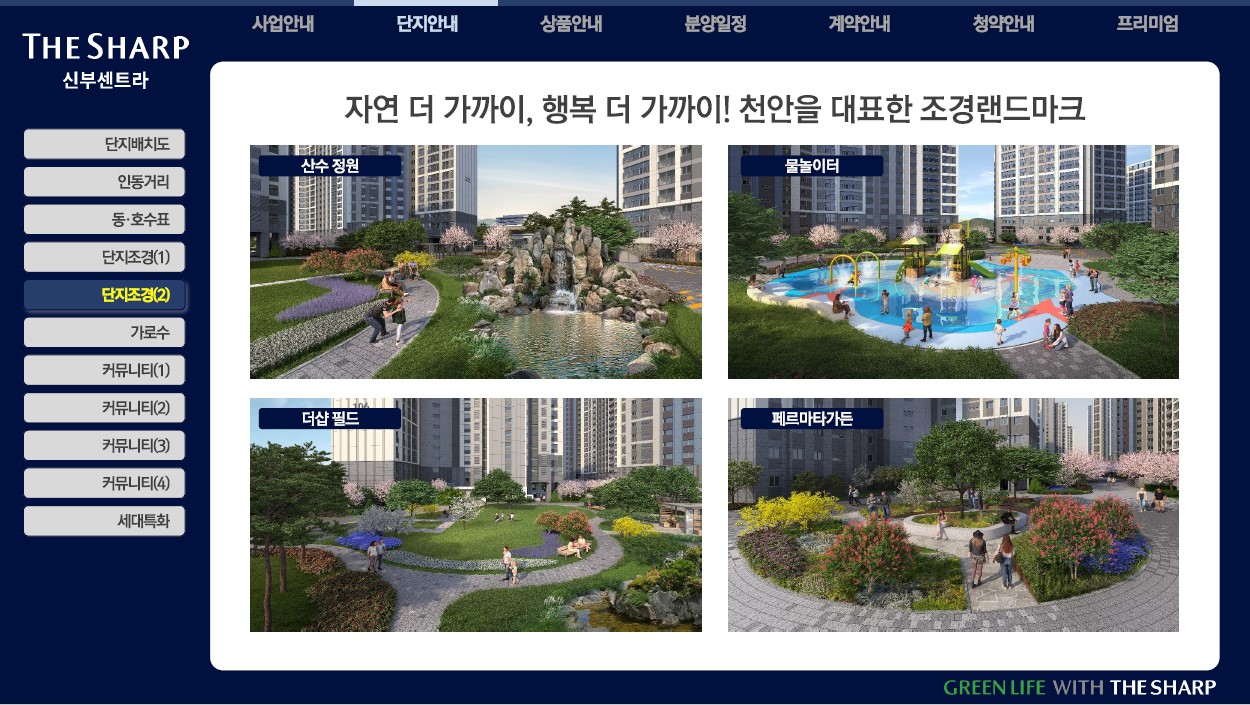 사업안내
단지안내
상품안내
분양일정
계약안내
청약안내
프리미엄
THE SHARP
신부센트라
단지배치도
인동거리
동·호수표
단지조경(1)
단지조경(2)
가로수
커뮤니티(1)
커뮤니티(2)
커뮤니티(3)
커뮤니티(4)
세대특화
자연 더 가까이, 행복 더 가까이! 천안을 대표한 조경랜드마크
산수 정원
물놀이터
더샵 필드
페르마타가든
GREEN LIFE WITH THE SHARP